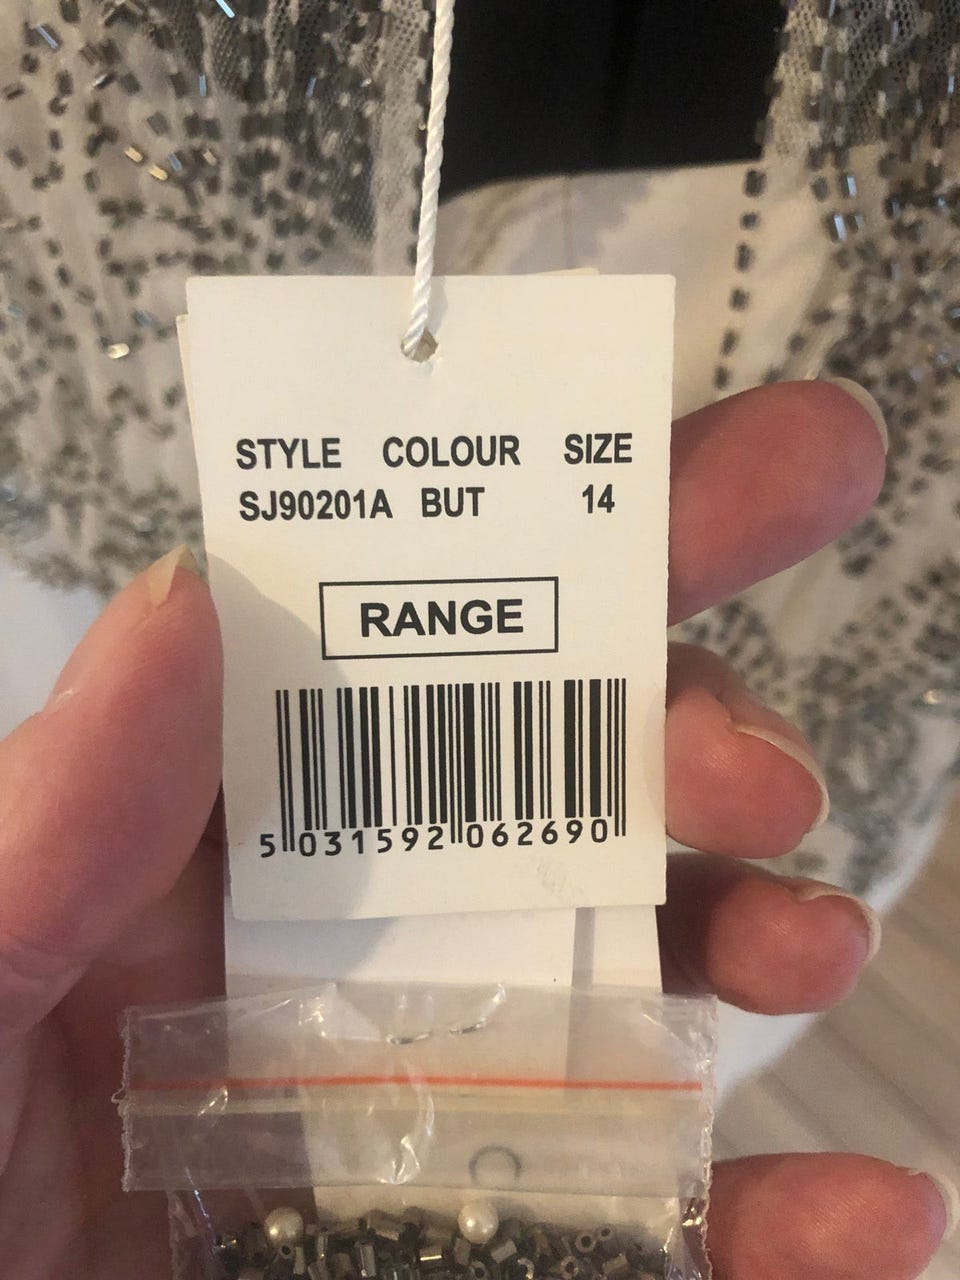 STYLE COLOUR SIZE
SJ90201A BUT 14
RANGE
5 031592 062690